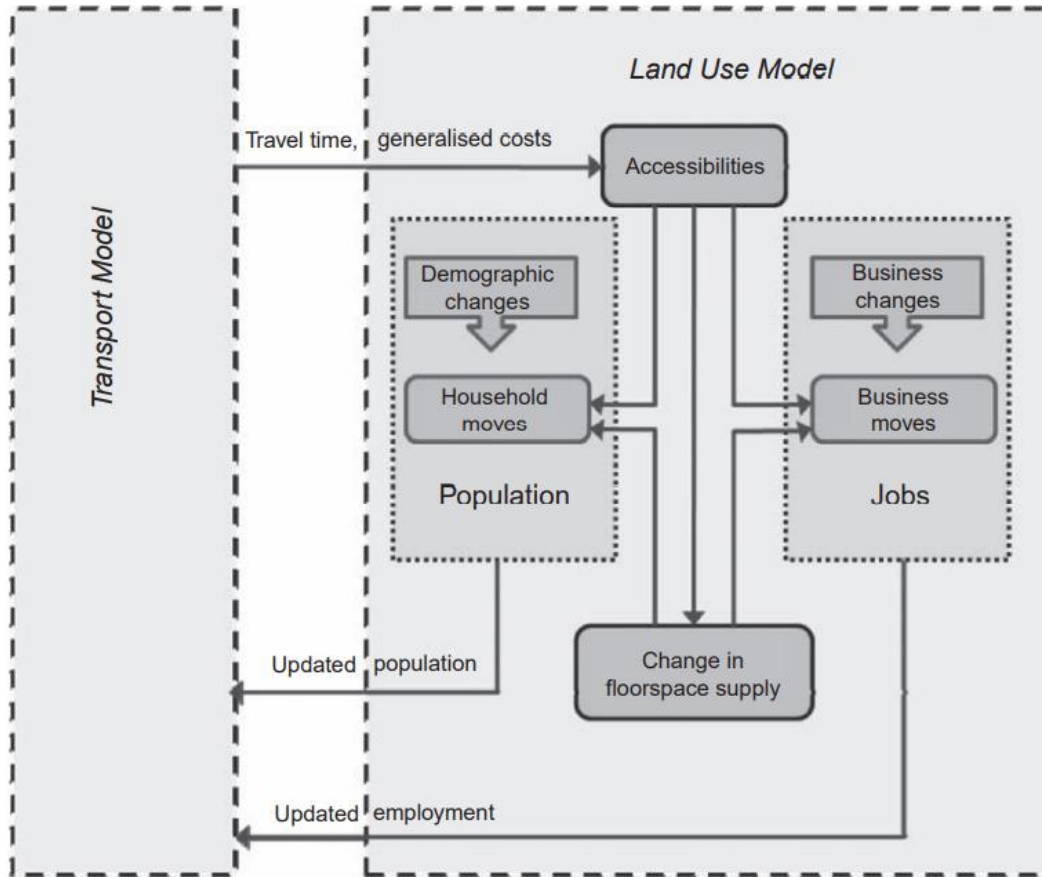 Land Use Model
Transport Model
Travel time, generalised costs
Accessibilities
Demographic
changes
Business
changes
Household
moves
Business
moves
Population
Jobs
Change in
floorspace supply
Updated population
Updated employment